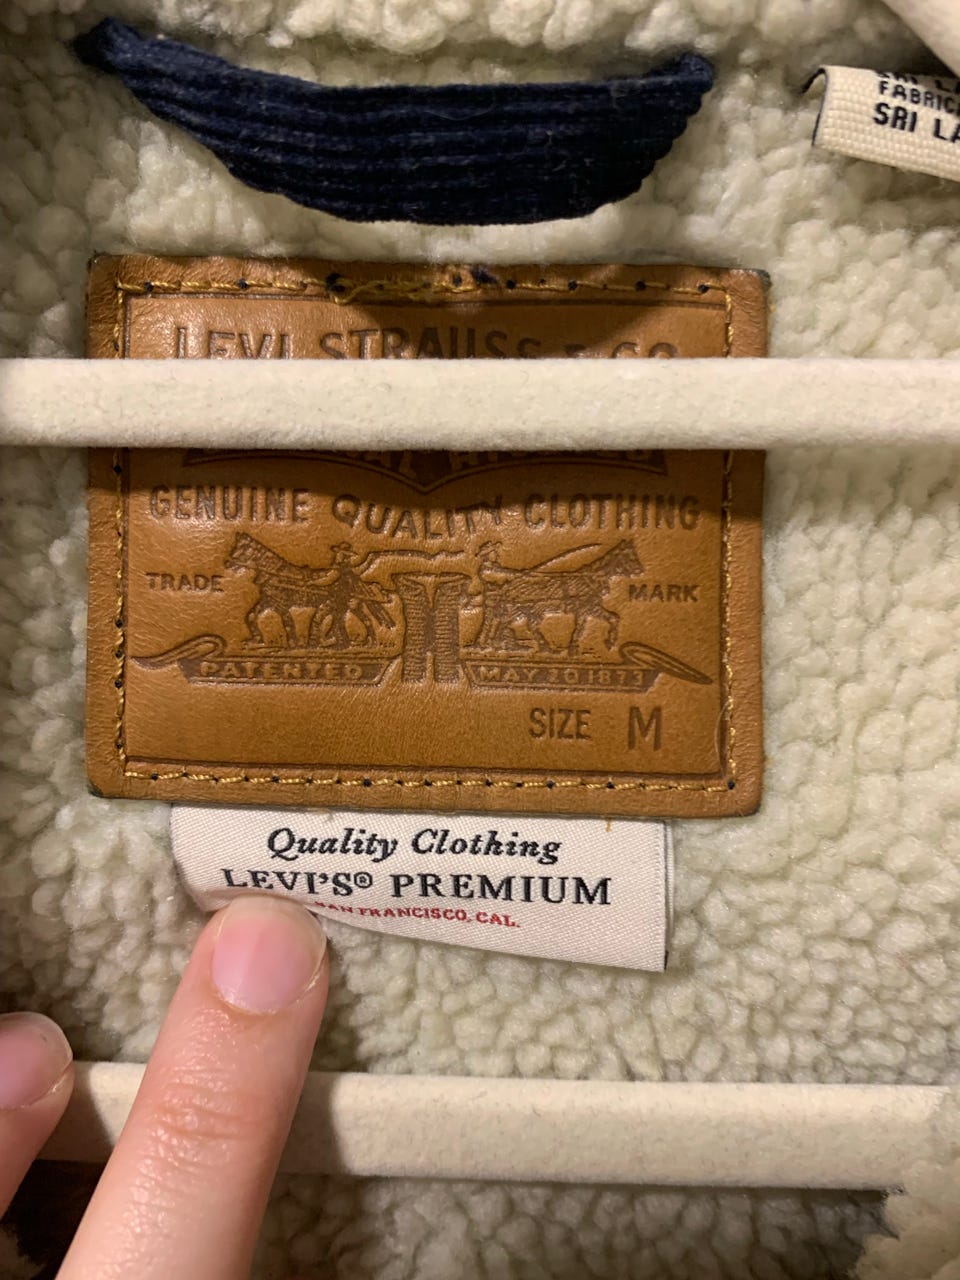 FABRIC
SRI LA
LEVI STRAUSS & CO
GENUINE QUALITY CLOTHING
TRADE MARK
PATENTED MAY 20 1873
SIZE M
Quality Clothing
LEVI'S® PREMIUM
SAN FRANCISCO, CAL.